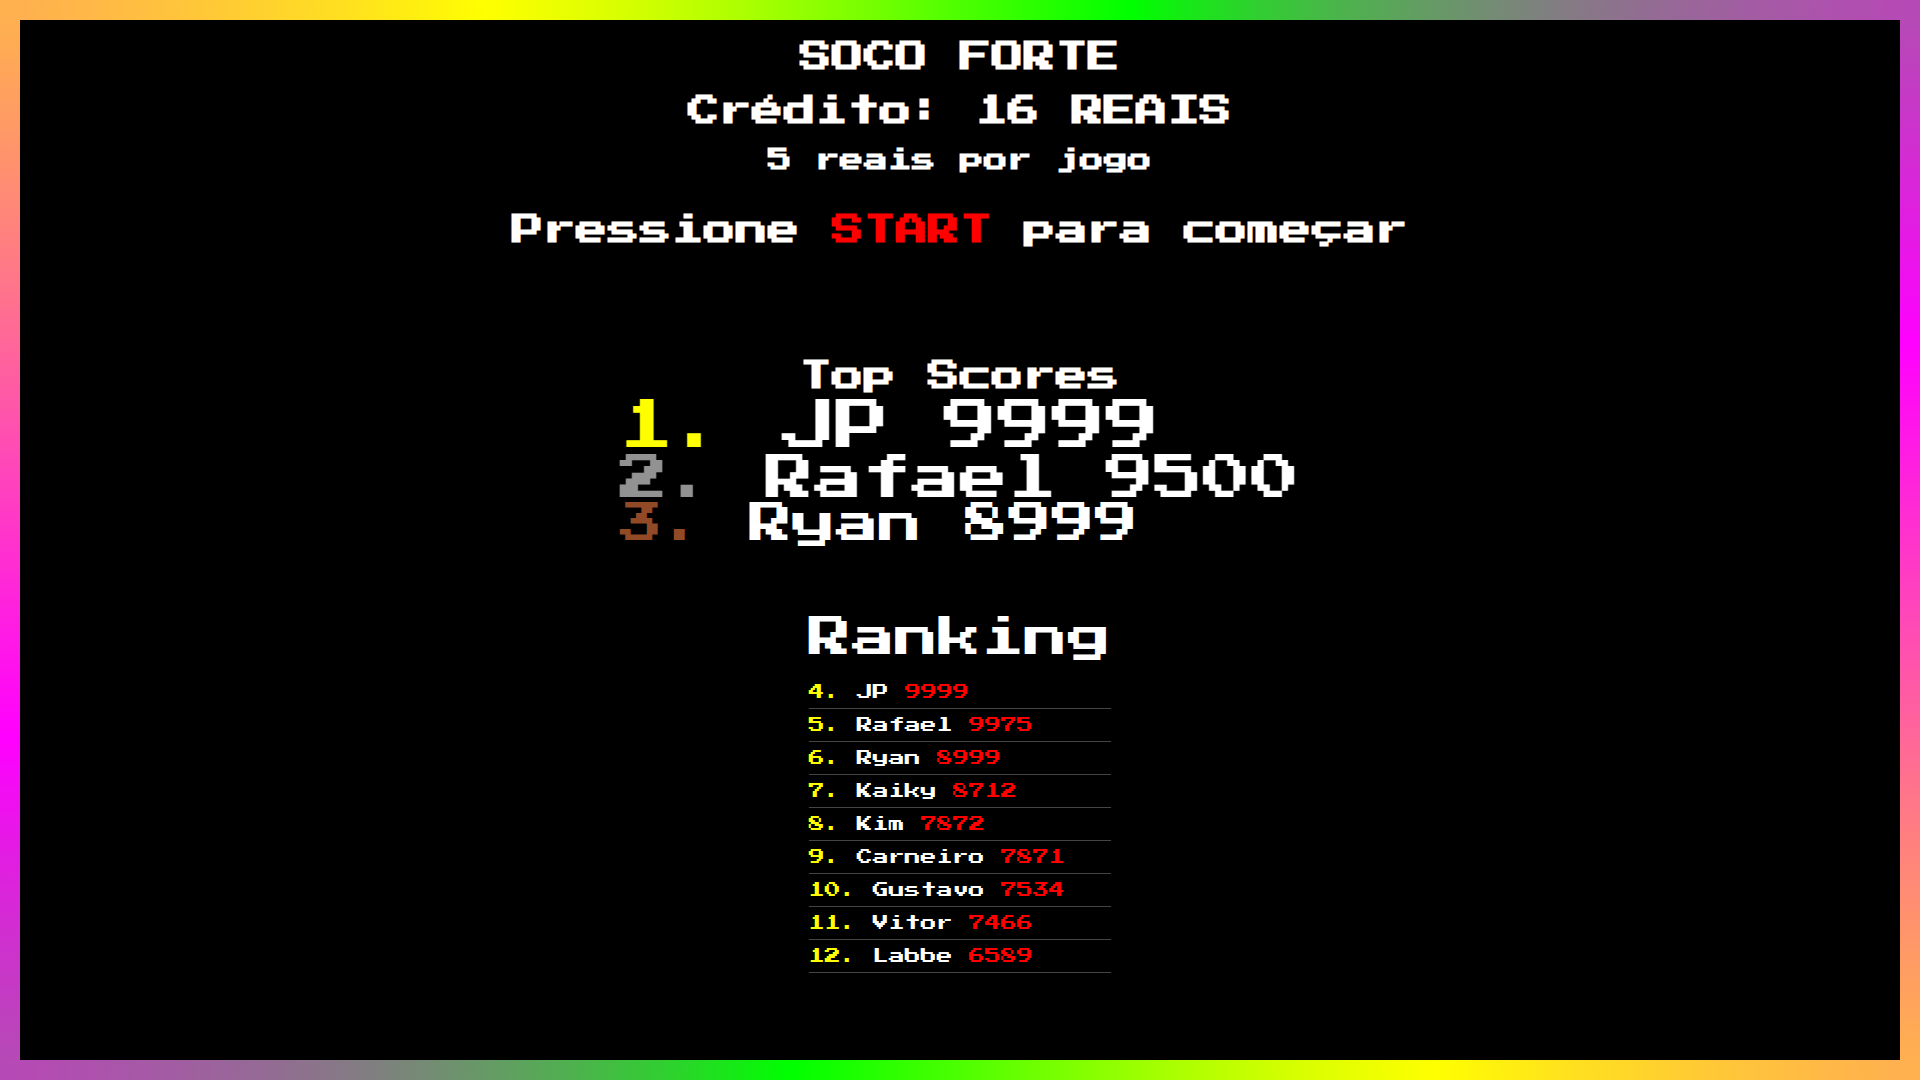 SOCO FORTE
Crédito: 16 REAIS
5 reais por jogo
Pressione START para começar
Top Scores
1. JP 9999
2. Rafael 9500
3. Ryan 8999
Ranking
4. JP 9999
5. Rafael 9975
6. Ryan 8999
7. Kaiky 8712
8. Kim 7872
9. Carneiro 7871
10. Gustavo 7534
11. Vitor 7466
12. Labbe 6589